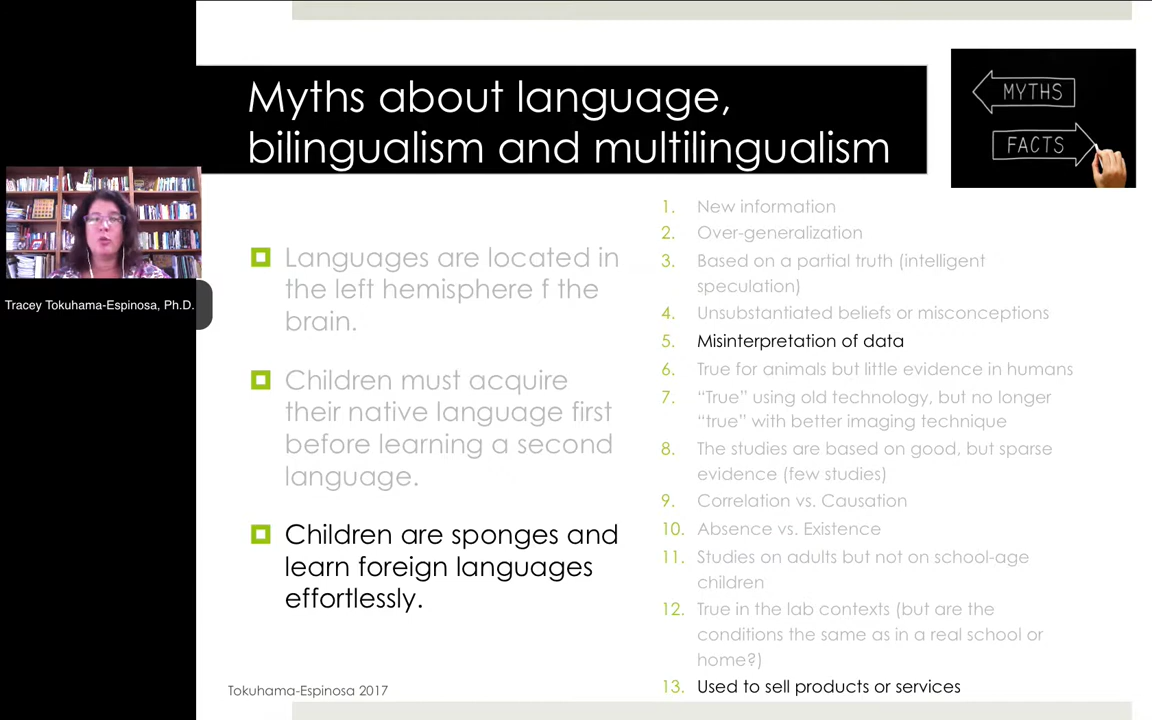 Myths about language,
bilingualism and multilingualism
MYTHS
FACTS
Tracey Tokuhama-Espinosa, Ph.D.
Languages are located in
the left hemisphere f the
brain.
Children must acquire
their native language first
before learning a second
language.
Children are sponges and
learn foreign languages
effortlessly.
1. New information
2. Over-generalization
3. Based on a partial truth (intelligent
speculation)
4. Unsubstantiated beliefs or misconceptions
5. Misinterpretation of data
6. True for animals but little evidence in humans
7. “True” using old technology, but no longer
“true” with better imaging technique
8. The studies are based on good, but sparse
evidence (few studies)
9. Correlation vs. Causation
10. Absence vs. Existence
11. Studies on adults but not on school-age
children
12. True in the lab contexts (but are the
conditions the same as in a real school or
home?)
13. Used to sell products or services
Tokuhama-Espinosa 2017